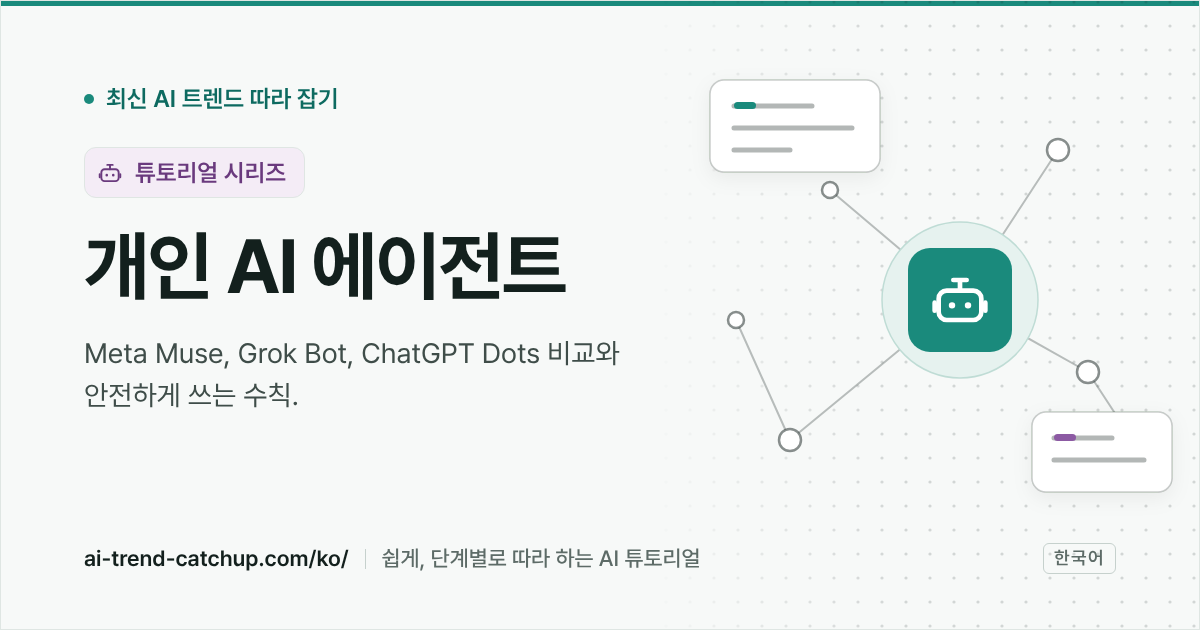 최신 AI 트렌드 따라 잡기
튜토리얼 시리즈
개인 AI 에이전트
Meta Muse, Grok Bot, ChatGPT Dots 비교와
안전하게 쓰는 수칙.
ai-trend-catchup.com/ko/ | 쉽게, 단계별로 따라 하는 AI 튜토리얼
한국어